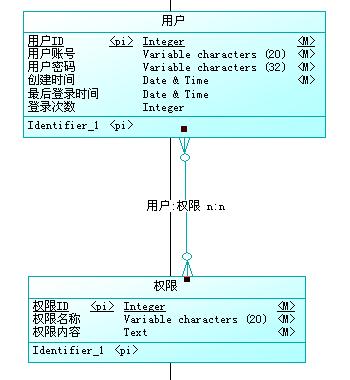 用户
用户ID <pi> Integer <M>
用户账号 Variable characters (20) <M>
用户密码 Variable characters (32) <M>
创建时间 Date & Time <M>
最后登录时间 Date & Time
登录次数 Integer
Identifier_1 <pi>
用户:权限 n:n
权限
权限ID <pi> Integer <M>
权限名称 Variable characters (20) <M>
权限内容 Text <M>
Identifier_1 <pi>